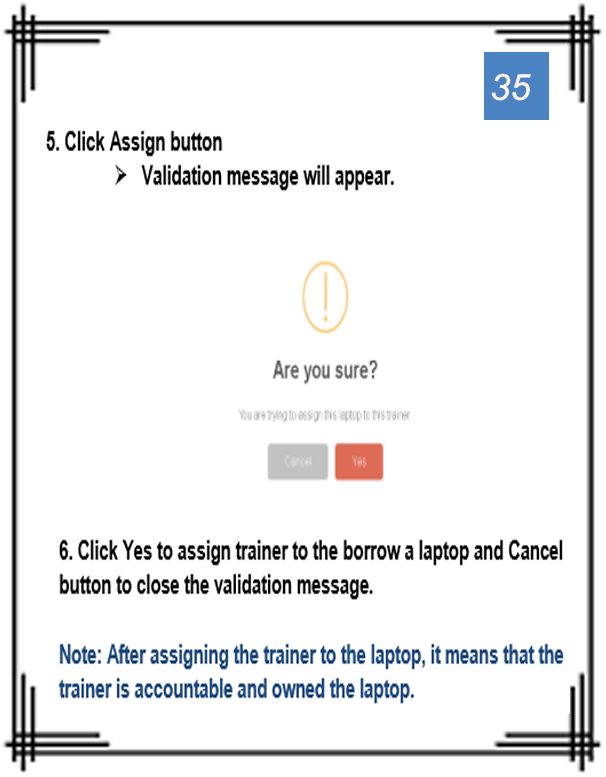 35
5. Click Assign button
➢ Validation message will appear.
Are you sure?
You are trying to assign this laptop to this trainer.
Cancel Yes
6. Click Yes to assign trainer to the borrow a laptop and Cancel
button to close the validation message.
Note: After assigning the trainer to the laptop, it means that the
trainer is accountable and owned the laptop.